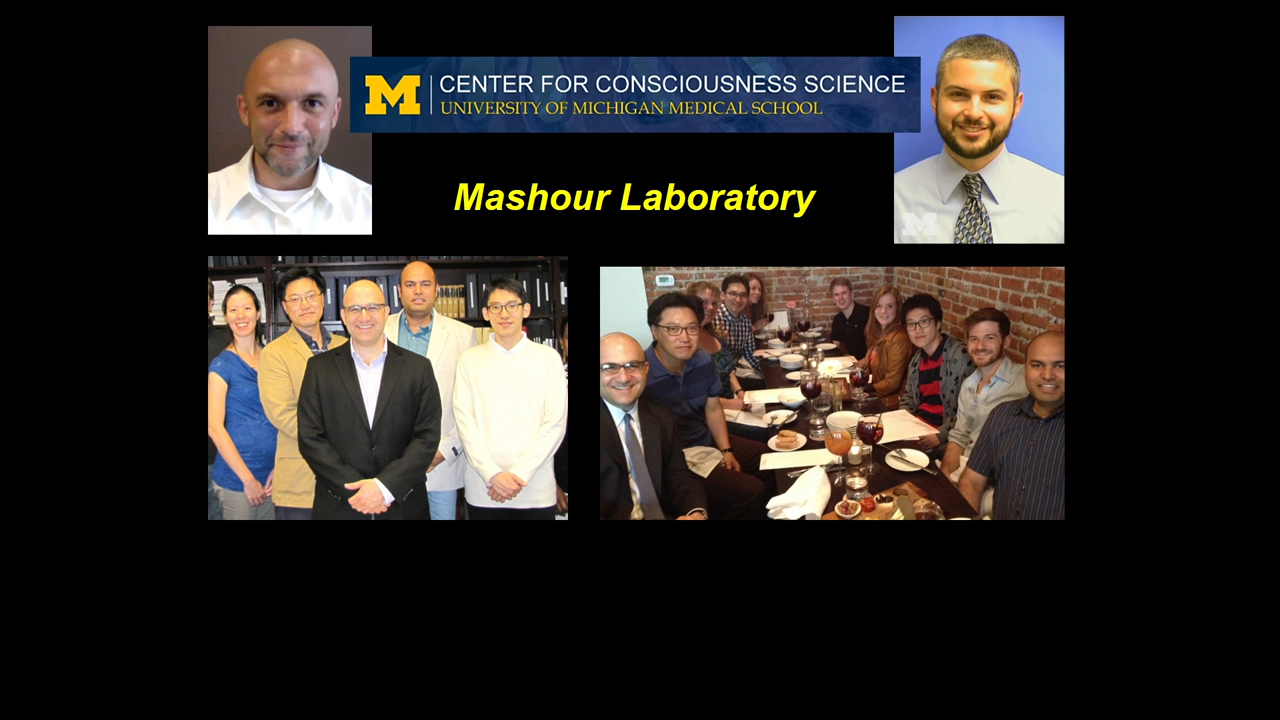 M
CENTER FOR CONSCIOUSNESS SCIENCE
UNIVERSITY OF MICHIGAN MEDICAL SCHOOL
Mashour Laboratory
M